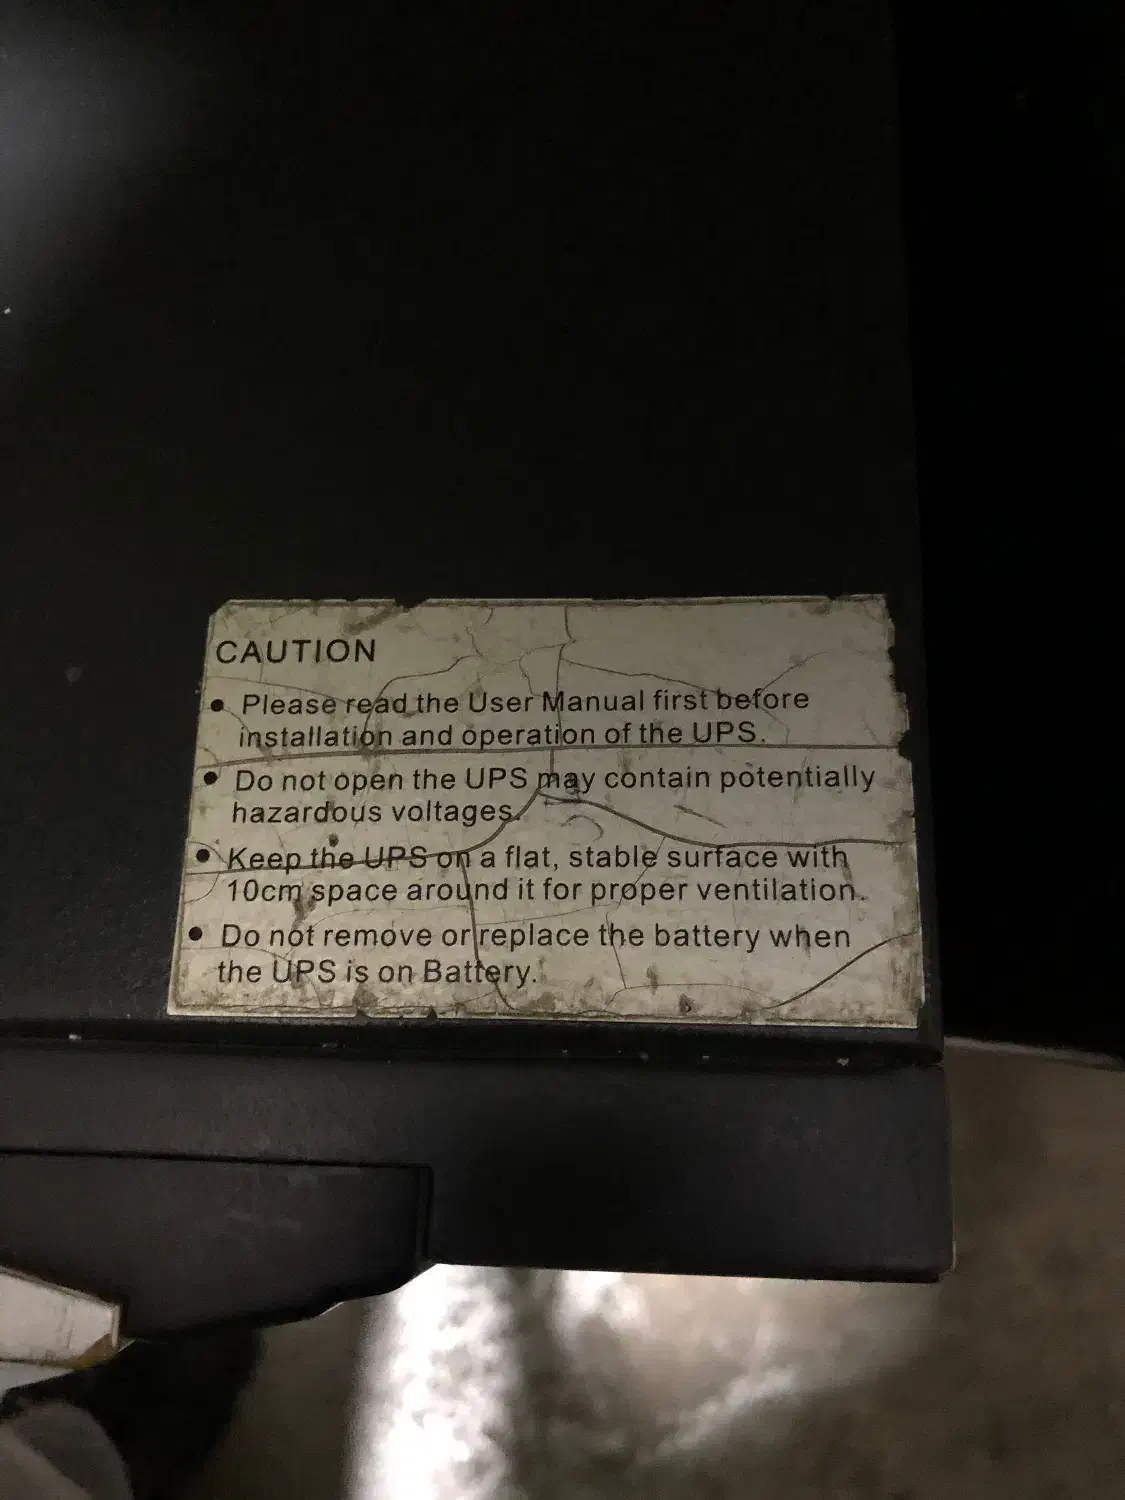 CAUTION
● Please read the User Manual first before
installation and operation of the UPS.
● Do not open the UPS may contain potentially
hazardous voltages.
● Keep the UPS on a flat, stable surface with
10cm space around it for proper ventilation.
● Do not remove or replace the battery when
the UPS is on Battery.